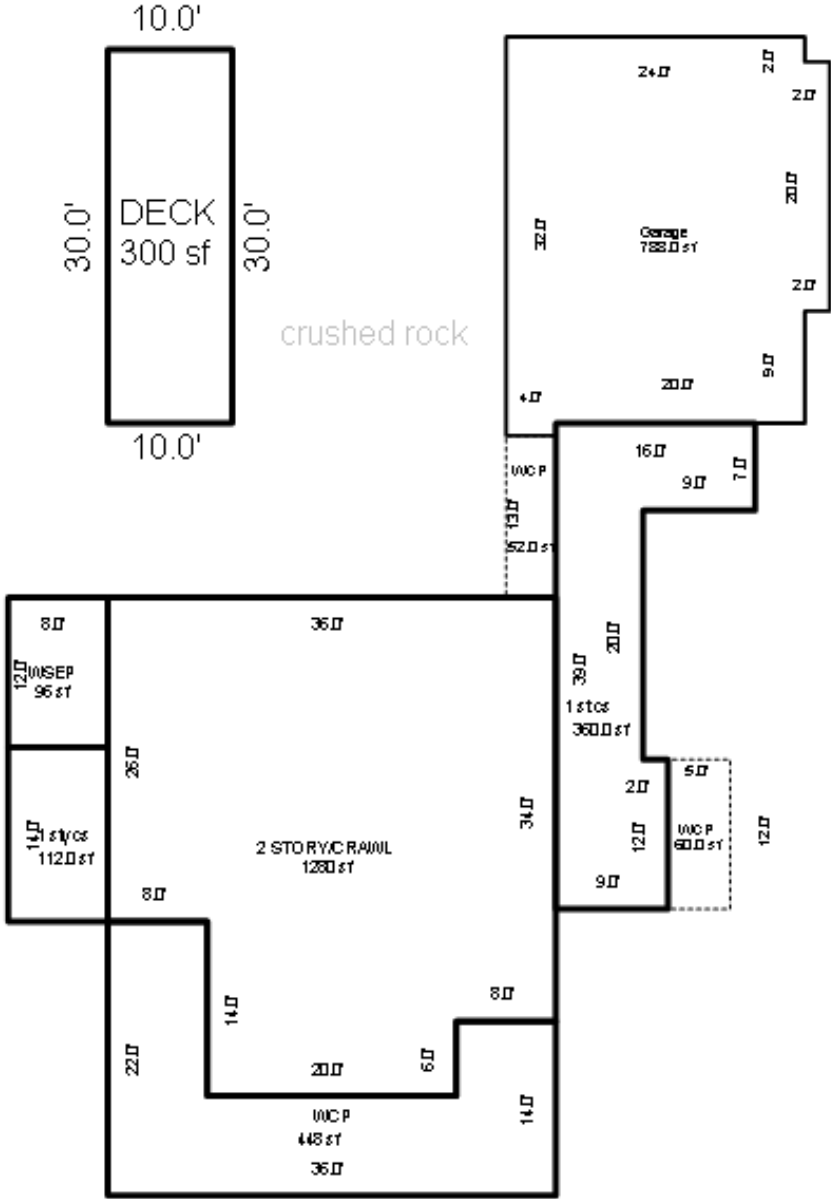 10.0'
30.0'
DECK
300 sf
30.0'
10.0'
crushed rock
24.0'
2.0'
2.0'
20.0'
32.0'
Garage
788.0 sf
2.0'
9.0'
20.0'
4.0'
WCP
13.0'
52.0 sf
16.0'
9.0'
7.0'
20.0'
39.0'
1 st cs
360.0 sf
2.0'
12.0'
9.0'
5.0'
WCP
60.0 sf
12.0'
8.0'
12.0'
WSEP
96 sf
14.0'
1 sty cs
112.0 sf
36.0'
26.0'
34.0'
2 STORY/CRAWL
1280 sf
8.0'
14.0'
8.0'
6.0'
20.0'
22.0'
14.0'
WCP
448 sf
36.0'